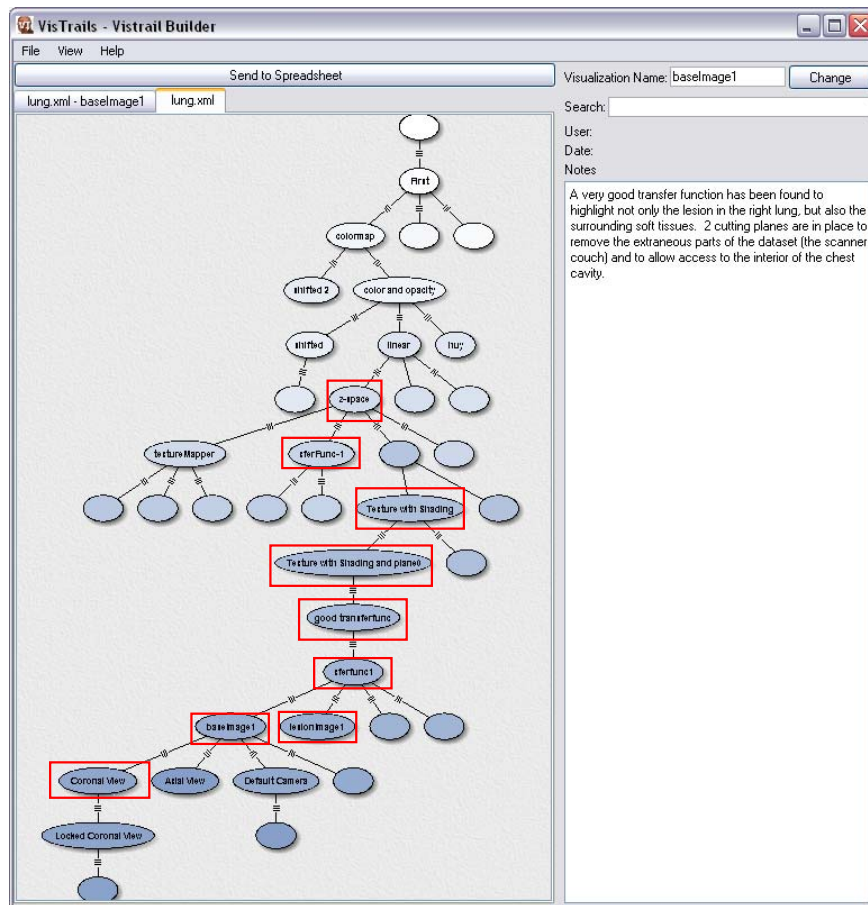 VisTrails - Vistrail Builder
File View Help
Send to Spreadsheet
Visualization Name: baseImage1 Change
lung.xml - baseImage1 lung.xml
Search:
User:
Date:
Notes
A very good transfer function has been found to
highlight not only the lesion in the right lung, but also the
surrounding soft tissues. 2 cutting planes are in place to
remove the extraneous parts of the dataset (the scanner
couch) and to allow access to the interior of the chest
cavity.
First
colormap
shifted 2 color and opacity
shifted linear huy
z-space
textureMapper xferFunc-1
Texture with Shading
Texture with Shading and plane0
good transferfunc
xferfunc1
baseImage1 lesionImage1
Coronal View Axial View Default Camera
Locked Coronal View